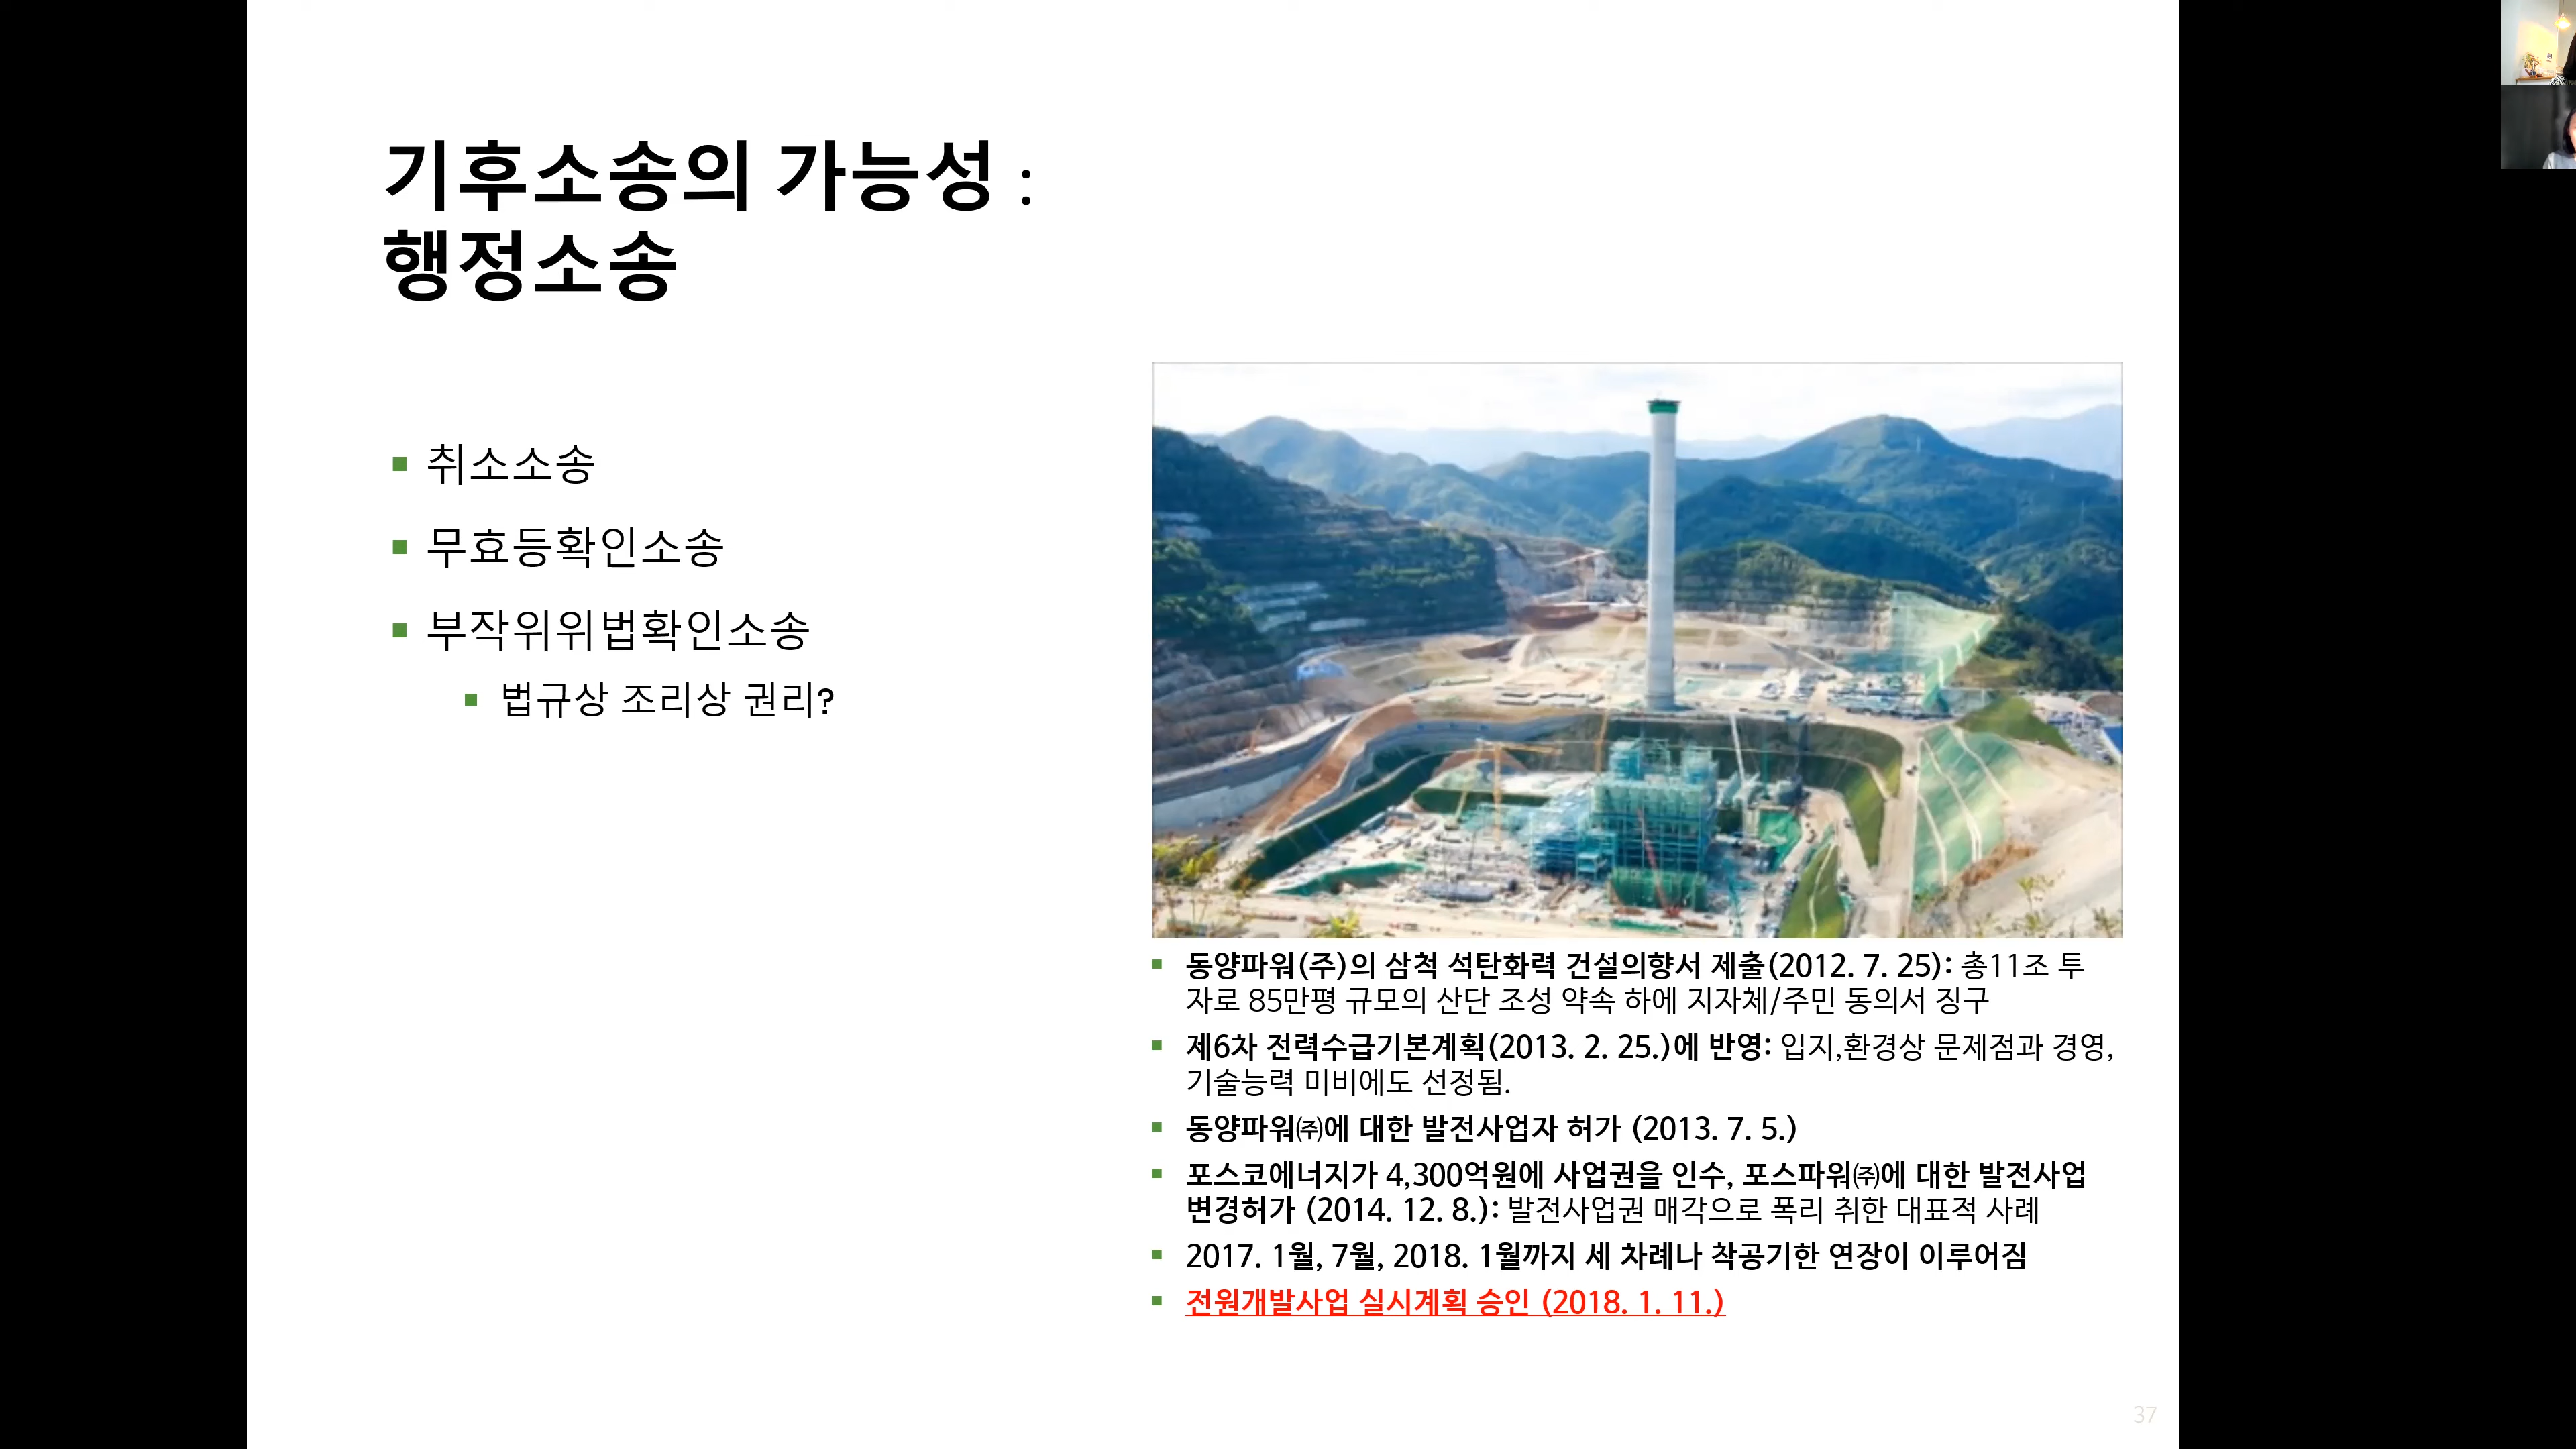 기후소송의 가능성 :
행정소송
취소소송
무효등확인소송
부작위위법확인소송
법규상 조리상 권리?
동양파워(주)의 삼척 석탄화력 건설의향서 제출(2012. 7. 25): 총11조 투
자로 85만평 규모의 산단 조성 약속 하에 지자체/주민 동의서 징구
제6차 전력수급기본계획(2013. 2. 25.)에 반영: 입지,환경상 문제점과 경영,
기술능력 미비에도 선정됨.
동양파워㈜에 대한 발전사업자 허가 (2013. 7. 5.)
포스코에너지가 4,300억원에 사업권을 인수, 포스파워㈜에 대한 발전사업
변경허가 (2014. 12. 8.): 발전사업권 매각으로 폭리 취한 대표적 사례
2017. 1월, 7월, 2018. 1월까지 세 차례나 착공기한 연장이 이루어짐
전원개발사업 실시계획 승인 (2018. 1. 11.)
37